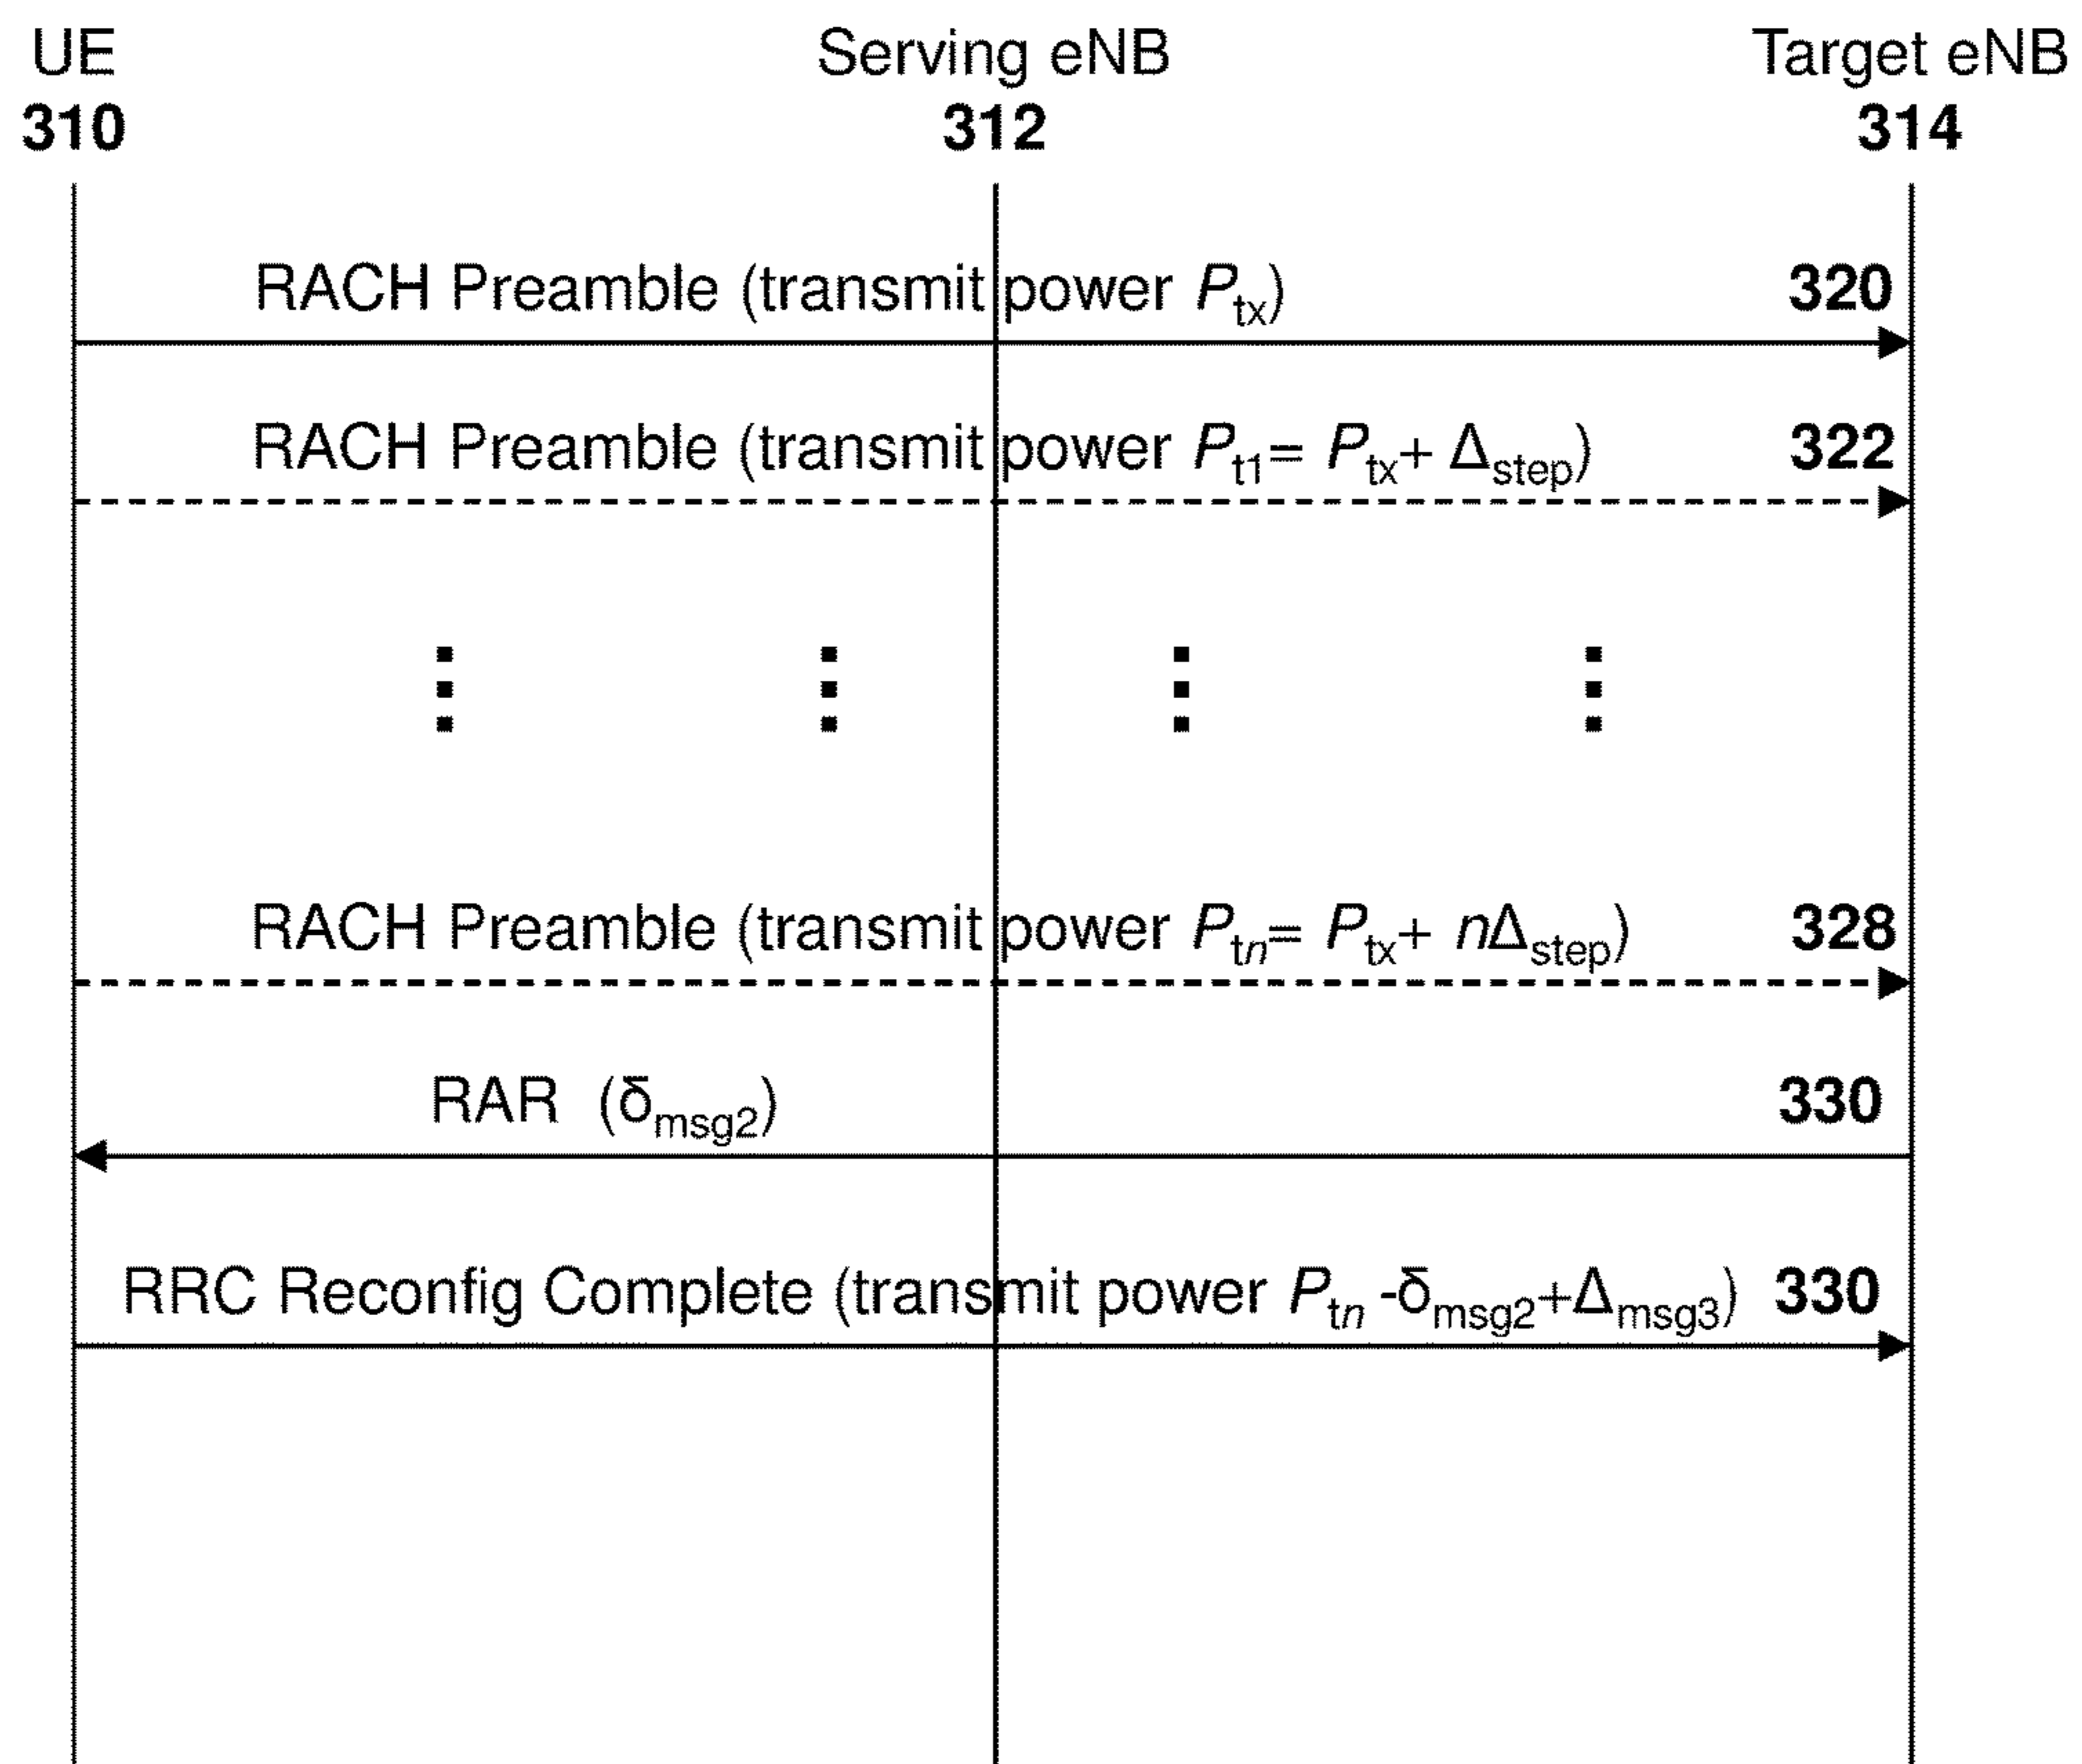 UE Serving eNB Target eNB
310 312 314
RACH Preamble (transmit power Ptx) 320
RACH Preamble (transmit power Pt1= Ptx+ Δstep) 322
RACH Preamble (transmit power Ptn= Ptx+ nΔstep) 328
RAR (δmsg2) 330
RRC Reconfig Complete (transmit power Ptn -δmsg2+Δmsg3) 330